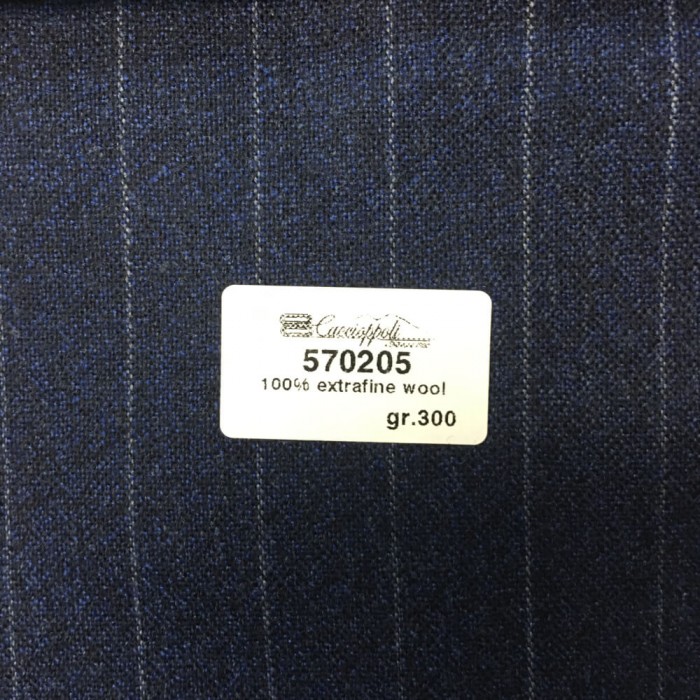 Caccioppoli
570205
100% extrafine wool
gr.300